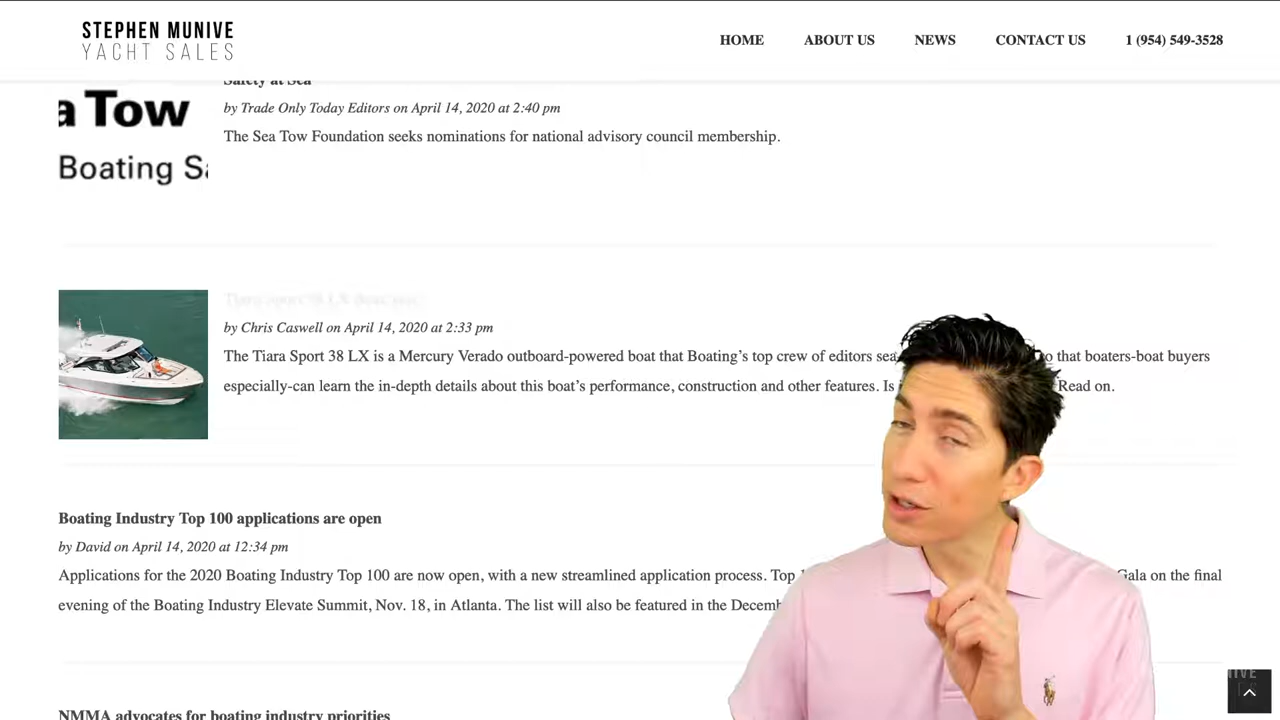 STEPHEN MUNIVE
YACHT SALES
HOME
ABOUT US
NEWS
CONTACT US
1 (954) 549-3528
Safety at Sea
a Tow
Boating Sa
by Trade Only Today Editors on April 14, 2020 at 2:40 pm
The Sea Tow Foundation seeks nominations for national advisory council membership.
by Chris Caswell on April 14, 2020 at 2:33 pm
The Tiara Sport 38 LX is a Mercury Verado outboard-powered boat that Boating’s top crew of editors sea o that boaters-boat buyers
especially-can learn the in-depth details about this boat’s performance, construction and other features. Is Read on.
Boating Industry Top 100 applications are open
by David on April 14, 2020 at 12:34 pm
Applications for the 2020 Boating Industry Top 100 are now open, with a new streamlined application process. Top Gala on the final
evening of the Boating Industry Elevate Summit, Nov. 18, in Atlanta. The list will also be featured in the Decemb
NMMA advocates for boating industry priorities